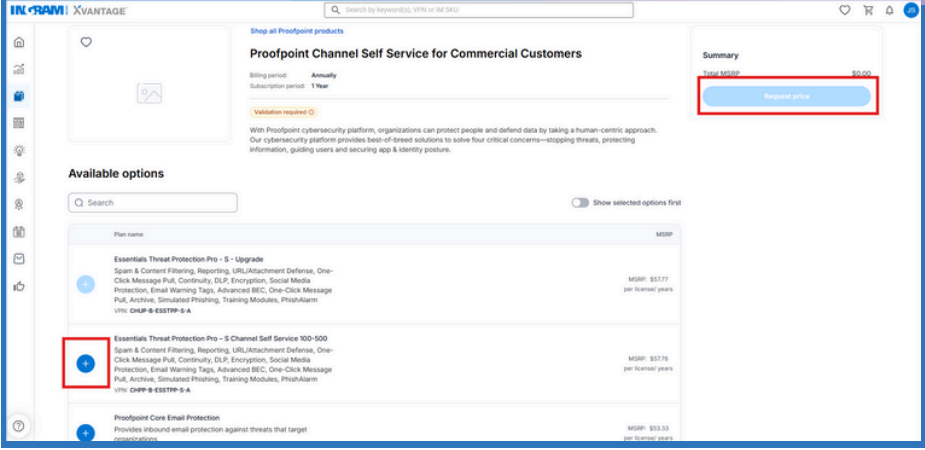 INGRAM XVANTAGE
Search by keyword(s), VPN or IM SKU
JS
Shop all Proofpoint products
Proofpoint Channel Self Service for Commercial Customers
Billing period: Annually
Subscription period: 1 Year
Validation required
With Proofpoint cybersecurity platform, organizations can protect people and defend data by taking a human-centric approach.
Our cybersecurity platform provides best-of-breed solutions to solve four critical concerns—stopping threats, protecting
information, guiding users and securing app & identity posture.
Summary
Total MSRP $0.00
Request price
Available options
Search
Show selected options first
Plan name MSRP
Essentials Threat Protection Pro - S - Upgrade
Spam & Content Filtering, Reporting, URL/Attachment Defense, One-
Click Message Pull, Continuity, DLP, Encryption, Social Media
Protection, Email Warning Tags, Advanced BEC, One-Click Message
Pull, Archive, Simulated Phishing, Training Modules, PhishAlarm
VPN: CHUP-B-ESSTPP-S-A
MSRP: $57.77
per license/ years
Essentials Threat Protection Pro – S Channel Self Service 100-500
Spam & Content Filtering, Reporting, URL/Attachment Defense, One-
Click Message Pull, Continuity, DLP, Encryption, Social Media
Protection, Email Warning Tags, Advanced BEC, One-Click Message
Pull, Archive, Simulated Phishing, Training Modules, PhishAlarm
VPN: CHPP-B-ESSTPP-S-A
MSRP: $57.76
per license/ years
Proofpoint Core Email Protection
Provides inbound email protection against threats that target
organizations
MSRP: $53.33
per license/ years